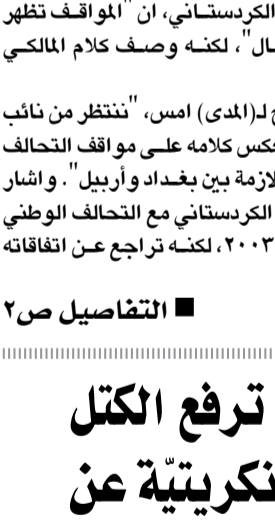 الكردستاني، ان "المواقف تظهر
ـال"، لكنه وصف كلام المالكي
لـ(المدى) امس، "ننتظر من نائب
كس كلامه على مواقف التحالف
لازمة بين بغداد وأربيل". واشار
الكردستاني مع التحالف الوطني
٢٠٠٣، لكنه تراجع عن اتفاقاته
■ التفاصيل ص٢
ترفع الكتل
نكريتيّة عن